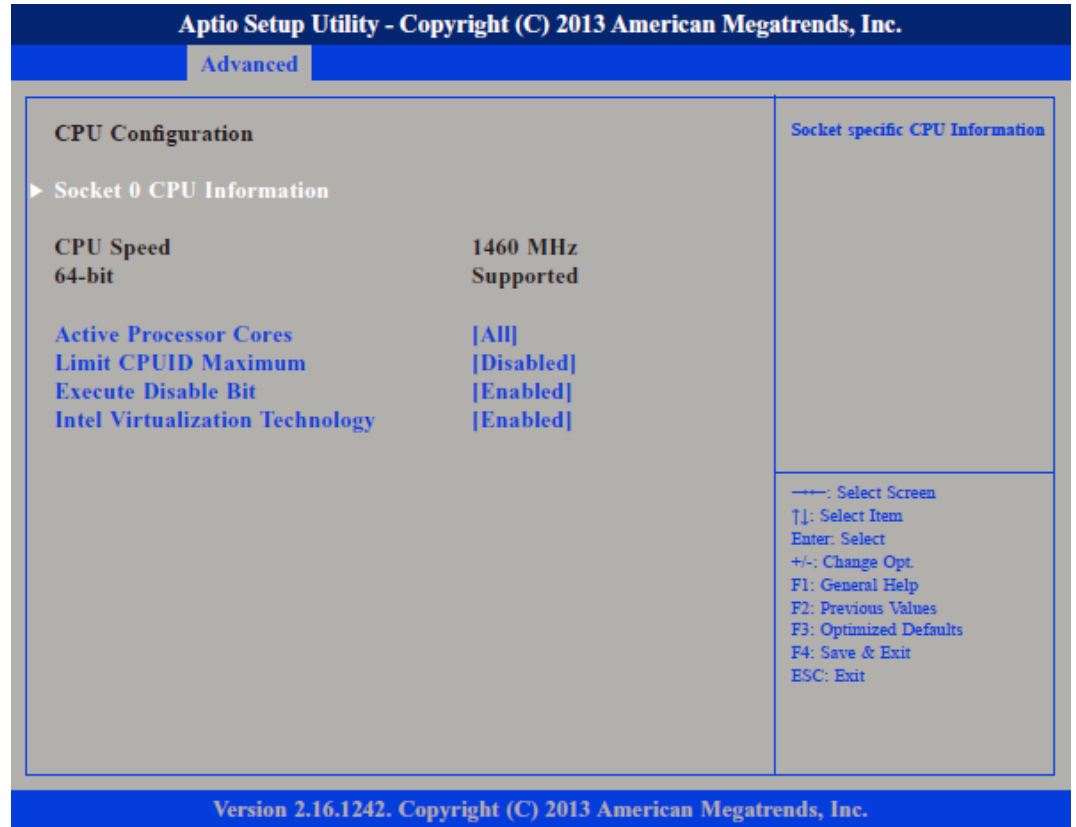 Aptio Setup Utility - Copyright (C) 2013 American Megatrends, Inc.
Advanced
CPU Configuration
Socket 0 CPU Information
CPU Speed 1460 MHz
64-bit Supported
Active Processor Cores [All]
Limit CPUID Maximum [Disabled]
Execute Disable Bit [Enabled]
Intel Virtualization Technology [Enabled]
Socket specific CPU Information
→←: Select Screen
↑↓: Select Item
Enter: Select
+/-: Change Opt.
F1: General Help
F2: Previous Values
F3: Optimized Defaults
F4: Save & Exit
ESC: Exit
Version 2.16.1242. Copyright (C) 2013 American Megatrends, Inc.